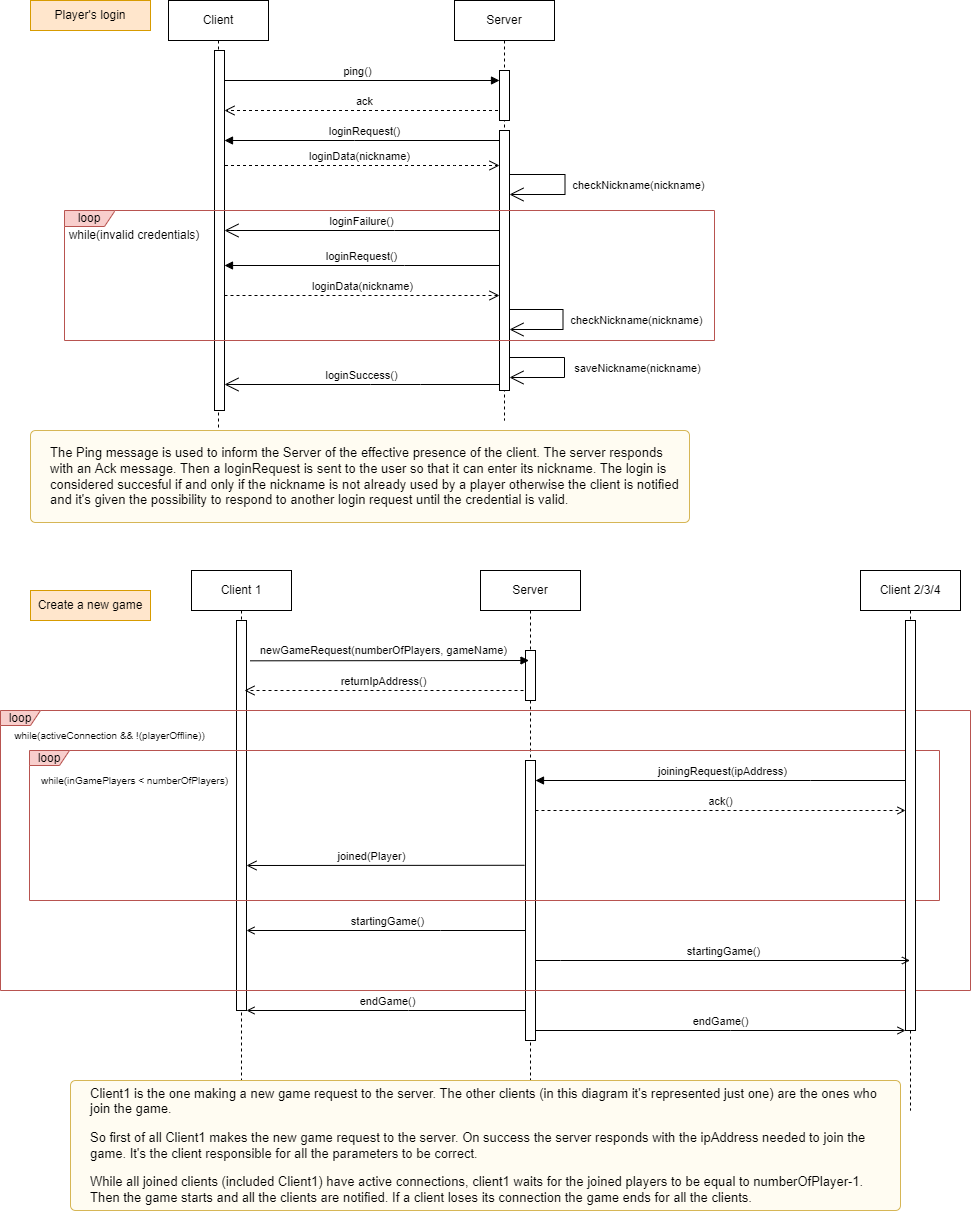 Player's login
Client
Server
ping()
ack
loginRequest()
loginData(nickname)
checkNickname(nickname)
loop
while(invalid credentials)
loginFailure()
loginRequest()
loginData(nickname)
checkNickname(nickname)
saveNickname(nickname)
loginSuccess()
The Ping message is used to inform the Server of the effective presence of the client. The server responds
with an Ack message. Then a loginRequest is sent to the user so that it can enter its nickname. The login is
considered succesful if and only if the nickname is not already used by a player otherwise the client is notified
and it's given the possibility to respond to another login request until the credential is valid.
Create a new game
Client 1
Server
Client 2/3/4
newGameRequest(numberOfPlayers, gameName)
returnIpAddress()
loop
while(activeConnection && !(playerOffline))
loop
while(inGamePlayers < numberOfPlayers)
joiningRequest(ipAddress)
ack()
joined(Player)
startingGame()
startingGame()
endGame()
endGame()
Client1 is the one making a new game request to the server. The other clients (in this diagram it's represented just one) are the ones who
join the game.
So first of all Client1 makes the new game request to the server. On success the server responds with the ipAddress needed to join the
game. It's the client responsible for all the parameters to be correct.
While all joined clients (included Client1) have active connections, client1 waits for the joined players to be equal to numberOfPlayer-1.
Then the game starts and all the clients are notified. If a client loses its connection the game ends for all the clients.